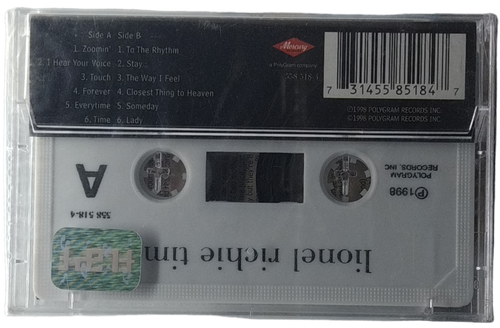 Side A Side B
1. Zoomin' 1. To The Rhythm
2. I Hear Your Voice 2. Stay...
3. Touch 3. The Way I Feel
4. Forever 4. Closest Thing to Heaven
5. Everytime 5. Someday
6. Time 6. Lady
Mercury
a PolyGram company
558 518-4
7 31455 85184 7
©1998 POLYGRAM RECORDS INC.
©1998 POLYGRAM RECORDS INC.
A
558 518-4
℗1998
POLYGRAM
RECORDS, INC
lionel richie tim